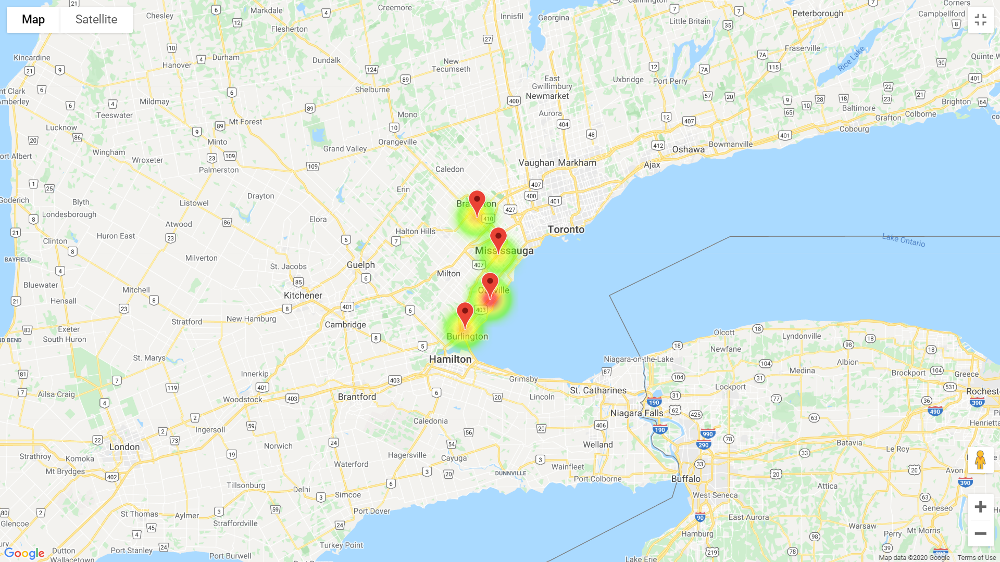 21
Markdale
Creemore
Cannington
7
Corners
Map
Satellite
Chesley
6
12
4
Flesherton
Innisfil
Georgina
7
Little Britain
7
35
Peterborough
Campbellford
8
27
Kincardine
21
9
10
Hanover
4
Durham
Dundalk
124
New
Tecumseth
89
12
7A
7A
115
Fraserville
Rice Lake
30
Quinte W
401
nt Clark
Amberley
6
6
Mildmay
4
Teeswater
6
Shelburne
89
400
East
Gwillimbury
Newmarket
Uxbridge
Port Perry
57
20
9
10
28
18
22
23
21
Brighton
64
Lucknow
86
9
89
Mt Forest
Mono
10
Aurora
404
48
12
407
65
Baltimore
Grafton
Colborne
Cobourg
20
Wingham
Minto
23
109
Grand Valley
Orangeville
412
Oshawa
Bowmanville
401
ort Albert
Wroxeter
Palmerston
109
Caledon
Vaughan
Markham
Ajax
1
25
Goderich
Blyth
Londesborough
Listowel
Drayton
Erin
407
400
401
427
410
8
21
Huron East
Atwood
86
Elora
Halton Hills
Toronto
Lake Ontario
Clinton
8
23
6
7
Mississauga
BAYFIELD
4
Milverton
St. Jacobs
Guelph
6
407
Milton
Bluewater
Mitchell
85
Kitchener
Hensall
21
23
8
8
401
6
403
83
Exeter
South Huron
Stratford
New Hamburg
Cambridge
8
5
Burlington
Olcott
18
Lyndonville
98
18
18
ND BEND
St. Marys
Hamilton
Niagara-on-the-Lake
18
Newfane
104
Albion
81
7
Ailsa Craig
7
119
Innerkip
401
403
Grimsby
87
104
31
Medina
Brockport
104
Greece
531
4
Woodstock
403
Brantford
6
20
Lincoln
St. Catharines
190
31
Lockport
77
36
Rochest
390
2
Ingersoll
59
Caledonia
Niagara Falls
62
425
63
490
Henrietta
22
2
73
24
56
20
406
190
990
290
78
London
Norwich
54
Welland
Batavia
Le Roy
Strathroy
Komoka
Mt Brydges
402
19
Waterford
Hagersville
Cayuga
3
33
33
3
20
DUNNVILLE
Wainfleet
Port Colborne
Buffalo
20
20
Avon
390
Tillsonburg
Delhi
3
Simcoe
6
West Seneca
Attica
80
2
Glencoe
St Thomas
45
Aylmer
3
Straffordville
59
24
Port Dover
90
East Aurora
63
Geneseo
4
24
Hamburg
98
Warsaw
Perry
Mt Morris
39
Google
Dutton
Wallacetown
Port Stanley
Port Burwell
Turkey Point
Lake Erie
219
78
390
Map data ©2020 Google
Terms of Use